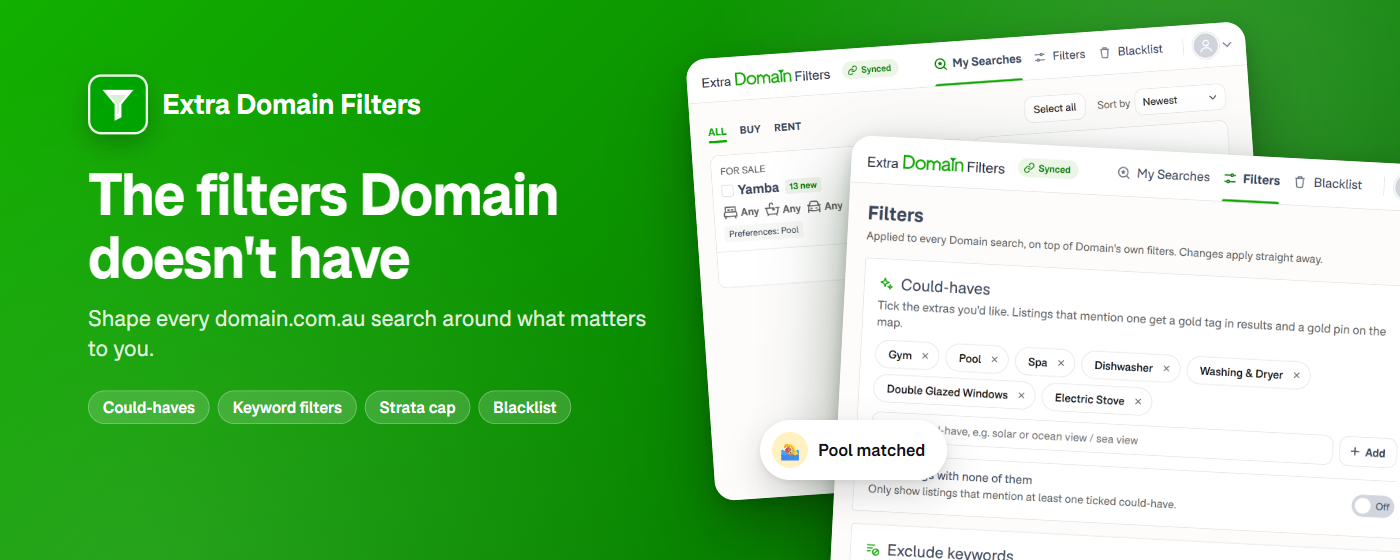 Extra Domain Filters
The filters Domain
doesn't have
Shape every domain.com.au search around what matters
to you.
Could-haves
Keyword filters
Strata cap
Blacklist
Extra Domain Filters
Synced
My Searches
Filters
Blacklist
Select all
Sort by
Newest
ALL
BUY
RENT
FOR SALE
Yamba
13 new
Any
Any
Any
Preferences: Pool
Extra Domain Filters
Synced
My Searches
Filters
Blacklist
Filters
Applied to every Domain search, on top of Domain's own filters. Changes apply straight away.
Could-haves
Tick the extras you'd like. Listings that mention one get a gold tag in results and a gold pin on the
map.
Gym ×
Pool ×
Spa ×
Dishwasher ×
Washing & Dryer ×
Double Glazed Windows ×
Electric Stove ×
-have, e.g. solar or ocean view / sea view
+ Add
Pool matched
with none of them
Only show listings that mention at least one ticked could-have.
Off
Exclude keywords